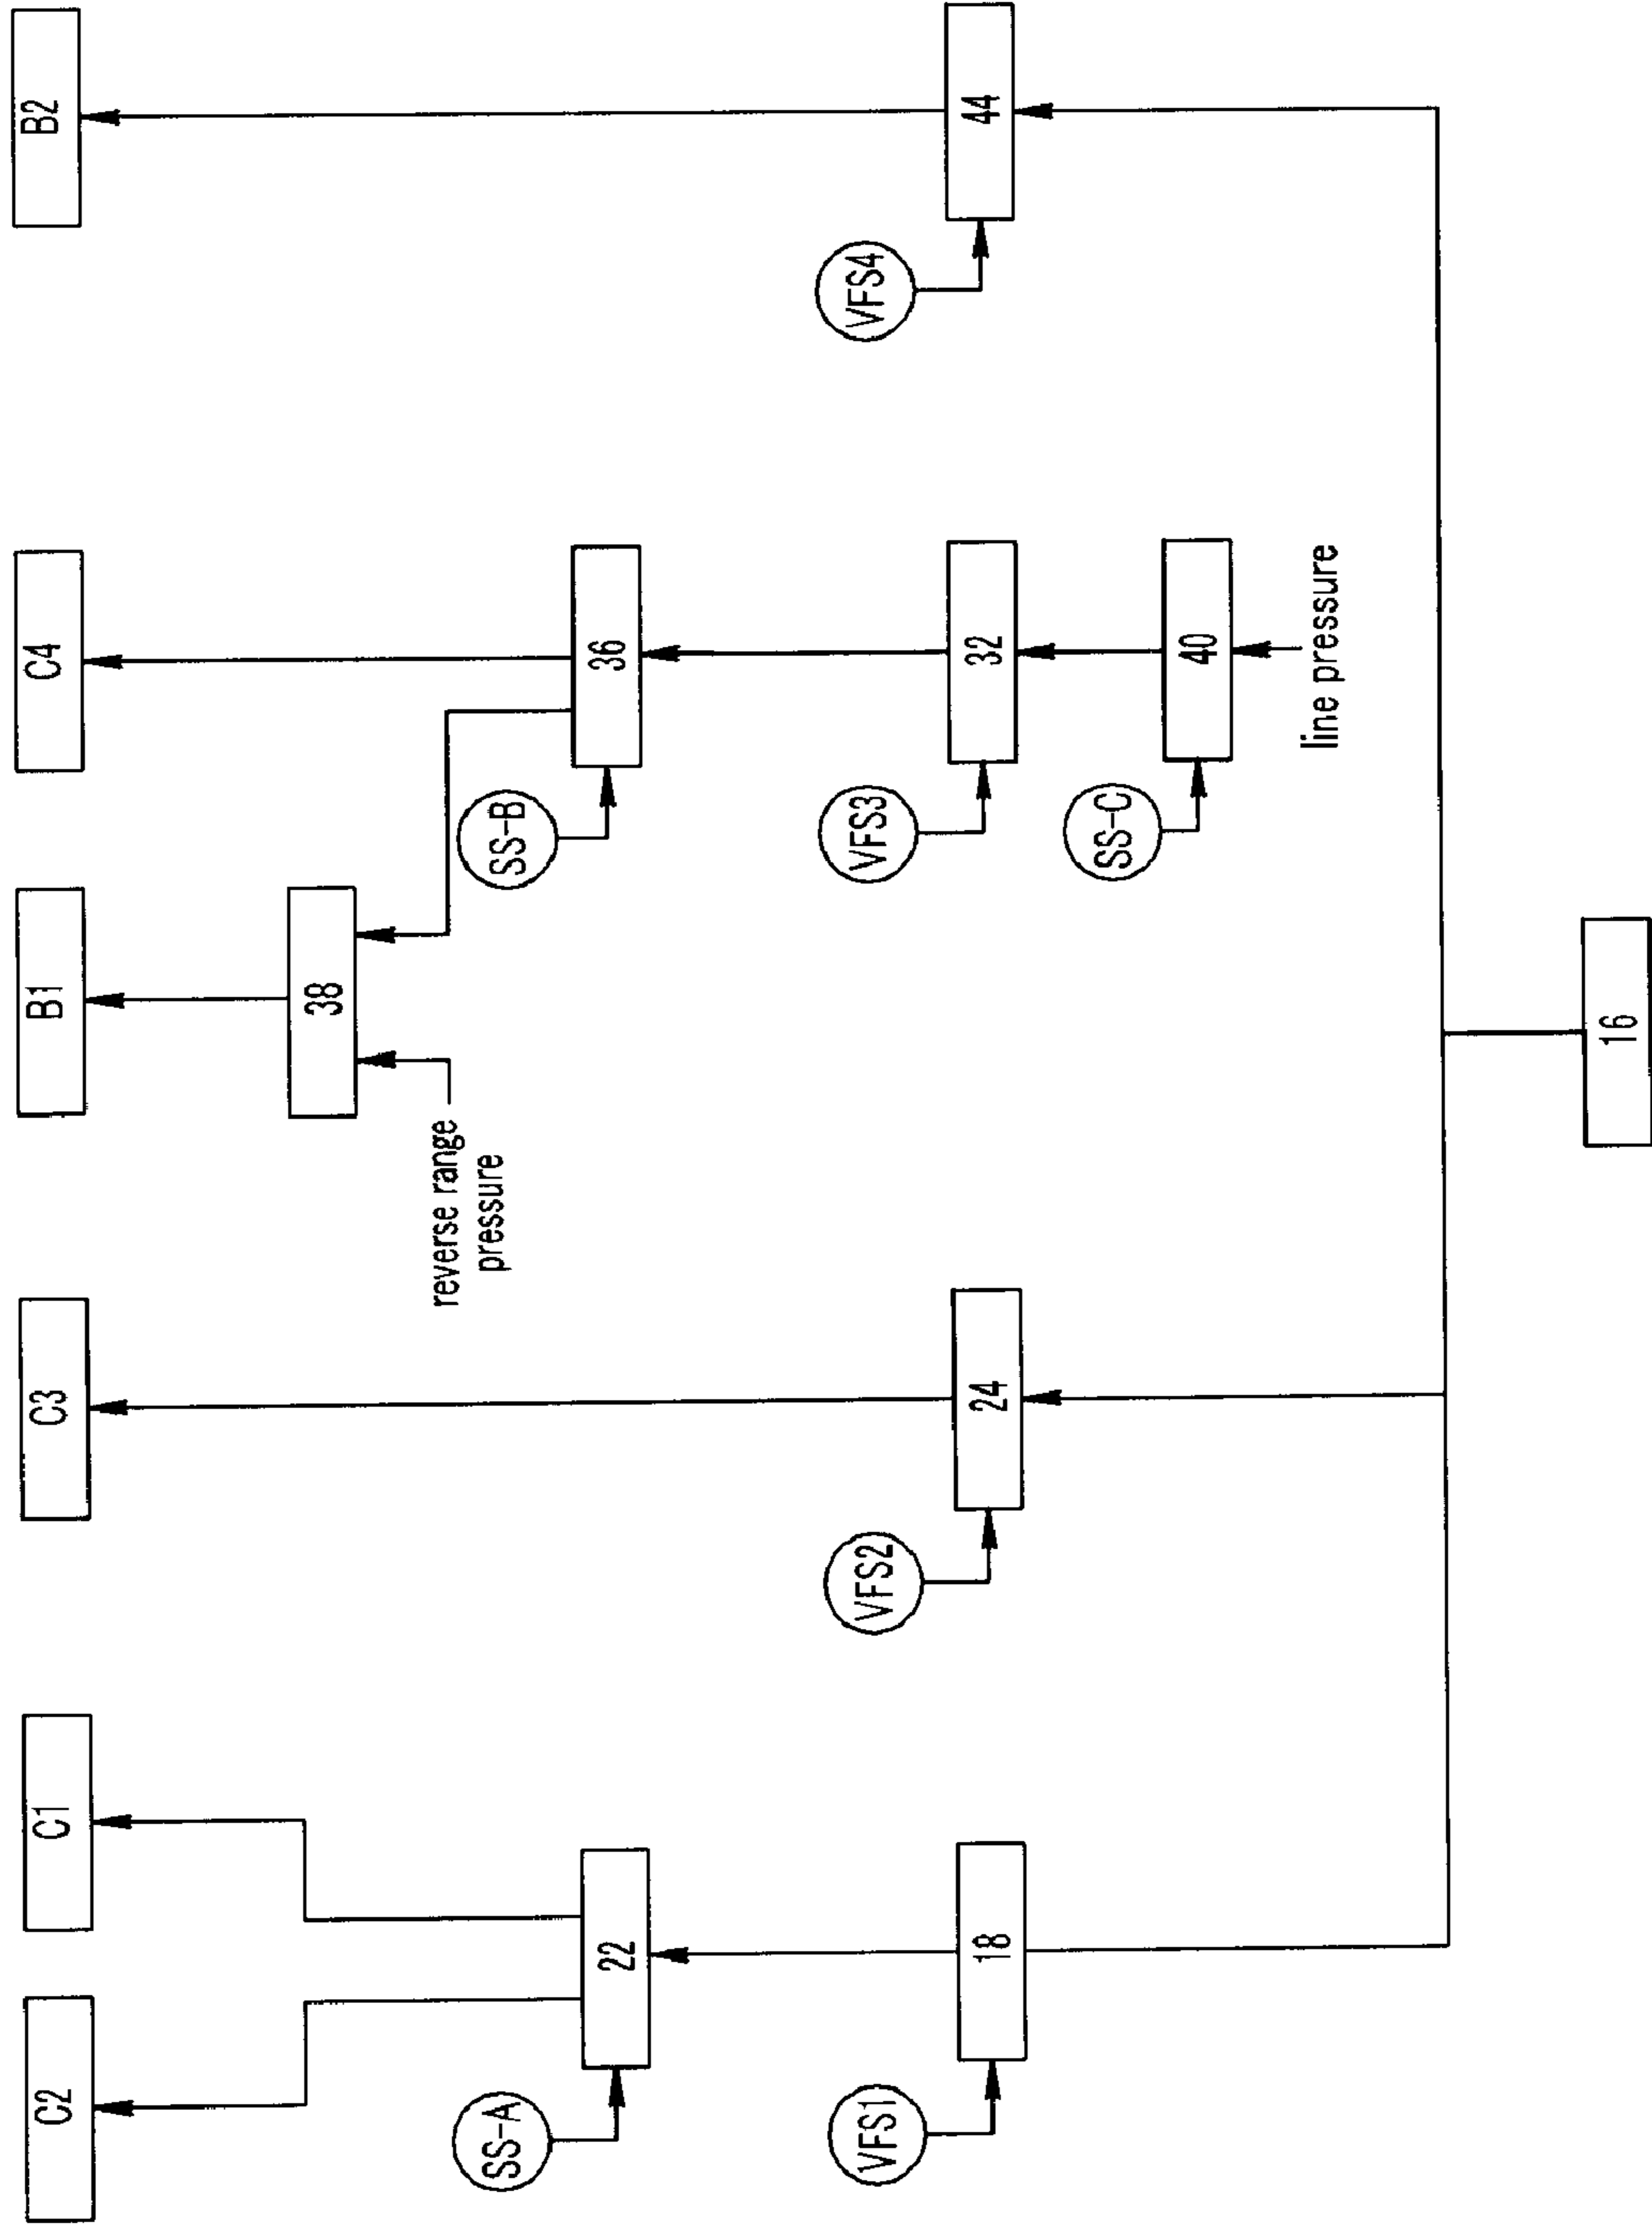 C2
C1
C3
B1
C4
B2
38
reverse range
pressure
SS-A
22
SS-B
36
VFS1
18
VFS2
24
VFS3
32
VFS4
44
SS-C
40
line pressure
16